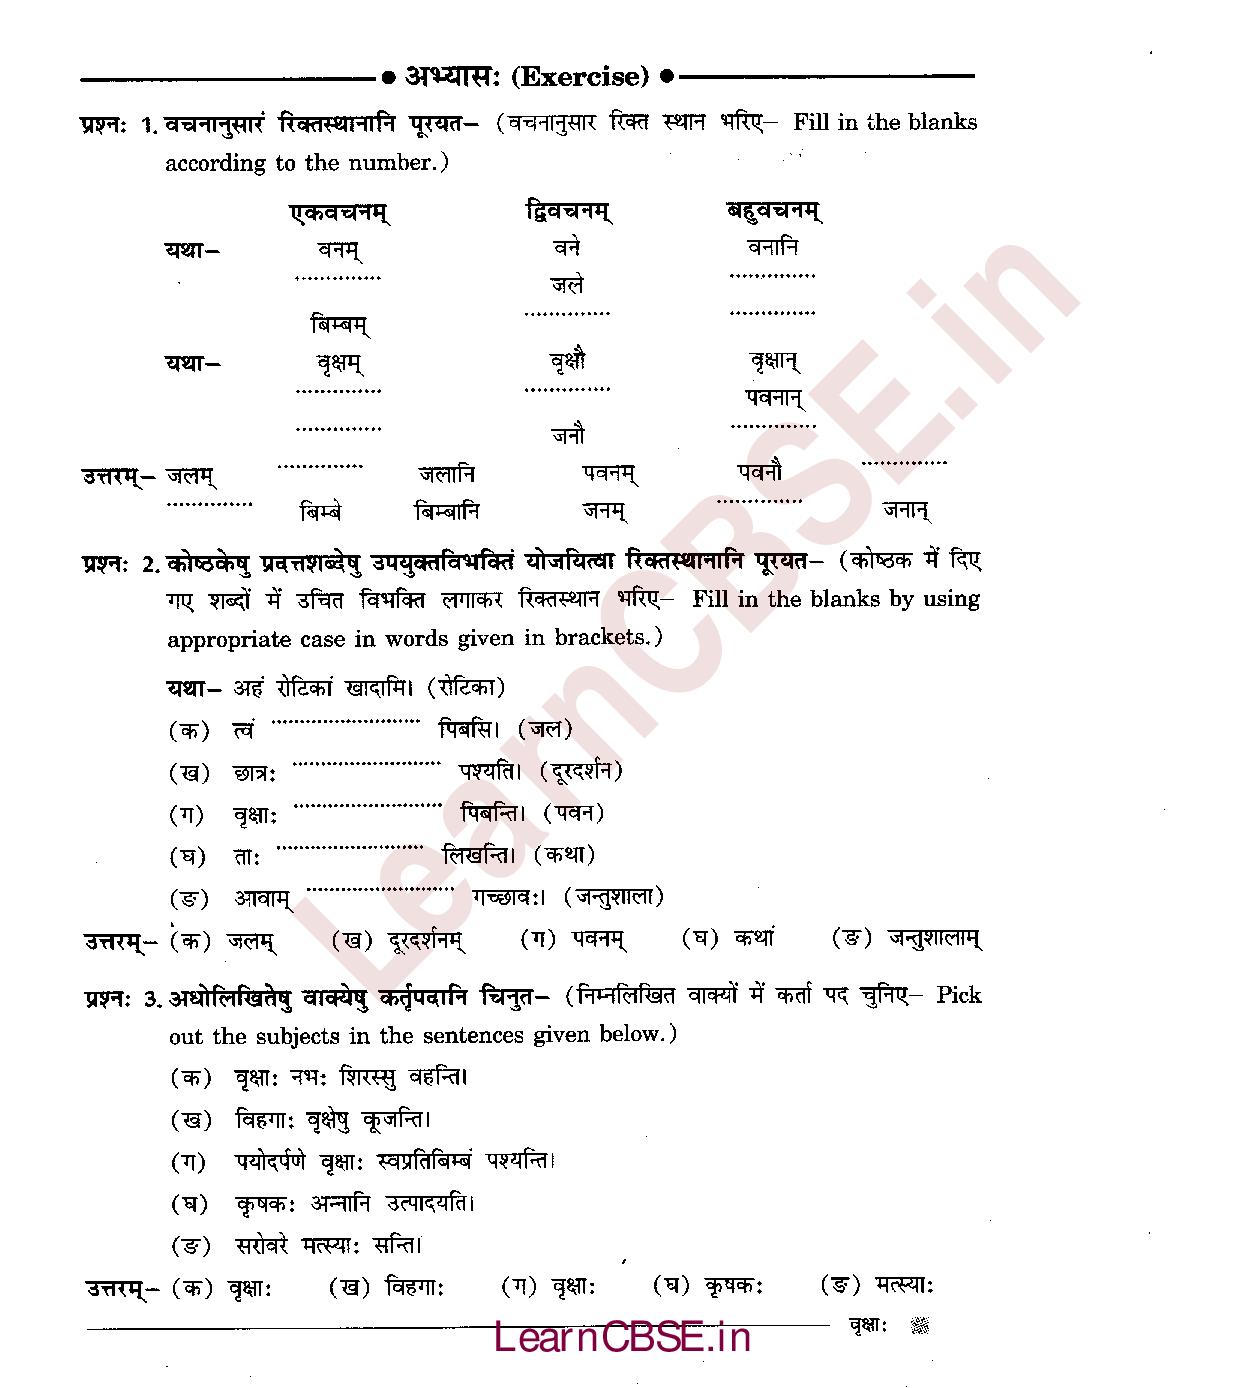 ● अभ्यासः (Exercise) ●
प्रश्नः 1. वचनानुसारं रिक्तस्थानानि पूरयत– (वचनानुसार रिक्त स्थान भरिए– Fill in the blanks
according to the number.)
एकवचनम् द्विवचनम् बहुवचनम्
यथा– वनम् वने वनानि
.............. जले ..............
बिम्बम् .............. ..............
यथा– वृक्षम् वृक्षौ वृक्षान्
.............. .............. पवनान्
.............. जनौ ..............
उत्तरम्– जलम् .............. जलानि पवनम् पवनौ ..............
.............. बिम्बे बिम्बानि जनम् .............. जनान्
प्रश्नः 2. कोष्ठकेषु प्रदत्तशब्देषु उपयुक्तविभक्तिं योजयित्वा रिक्तस्थानानि पूरयत– (कोष्ठक में दिए
गए शब्दों में उचित विभक्ति लगाकर रिक्तस्थान भरिए– Fill in the blanks by using
appropriate case in words given in brackets.)
यथा– अहं रोटिकां खादामि। (रोटिका)
(क) त्वं ........................ पिबसि। (जल)
(ख) छात्रः ........................ पश्यति। (दूरदर्शन)
(ग) वृक्षाः ........................ पिबन्ति। (पवन)
(घ) ताः ........................ लिखन्ति। (कथा)
(ङ) आवाम् ........................ गच्छावः। (जन्तुशाला)
उत्तरम्– (क) जलम् (ख) दूरदर्शनम् (ग) पवनम् (घ) कथां (ङ) जन्तुशालाम्
प्रश्नः 3. अधोलिखितेषु वाक्येषु कर्तृपदानि चिनुत– (निम्नलिखित वाक्यों में कर्ता पद चुनिए– Pick
out the subjects in the sentences given below.)
(क) वृक्षाः नभः शिरस्सु वहन्ति।
(ख) विहगाः वृक्षेषु कूजन्ति।
(ग) पयोदर्पणे वृक्षाः स्वप्रतिबिम्बं पश्यन्ति।
(घ) कृषकः अन्नानि उत्पादयति।
(ङ) सरोवरे मत्स्याः सन्ति।
उत्तरम्– (क) वृक्षाः (ख) विहगाः (ग) वृक्षाः (घ) कृषकः (ङ) मत्स्याः
वृक्षाः
LearnCBSE.in
LearnCBSE.in